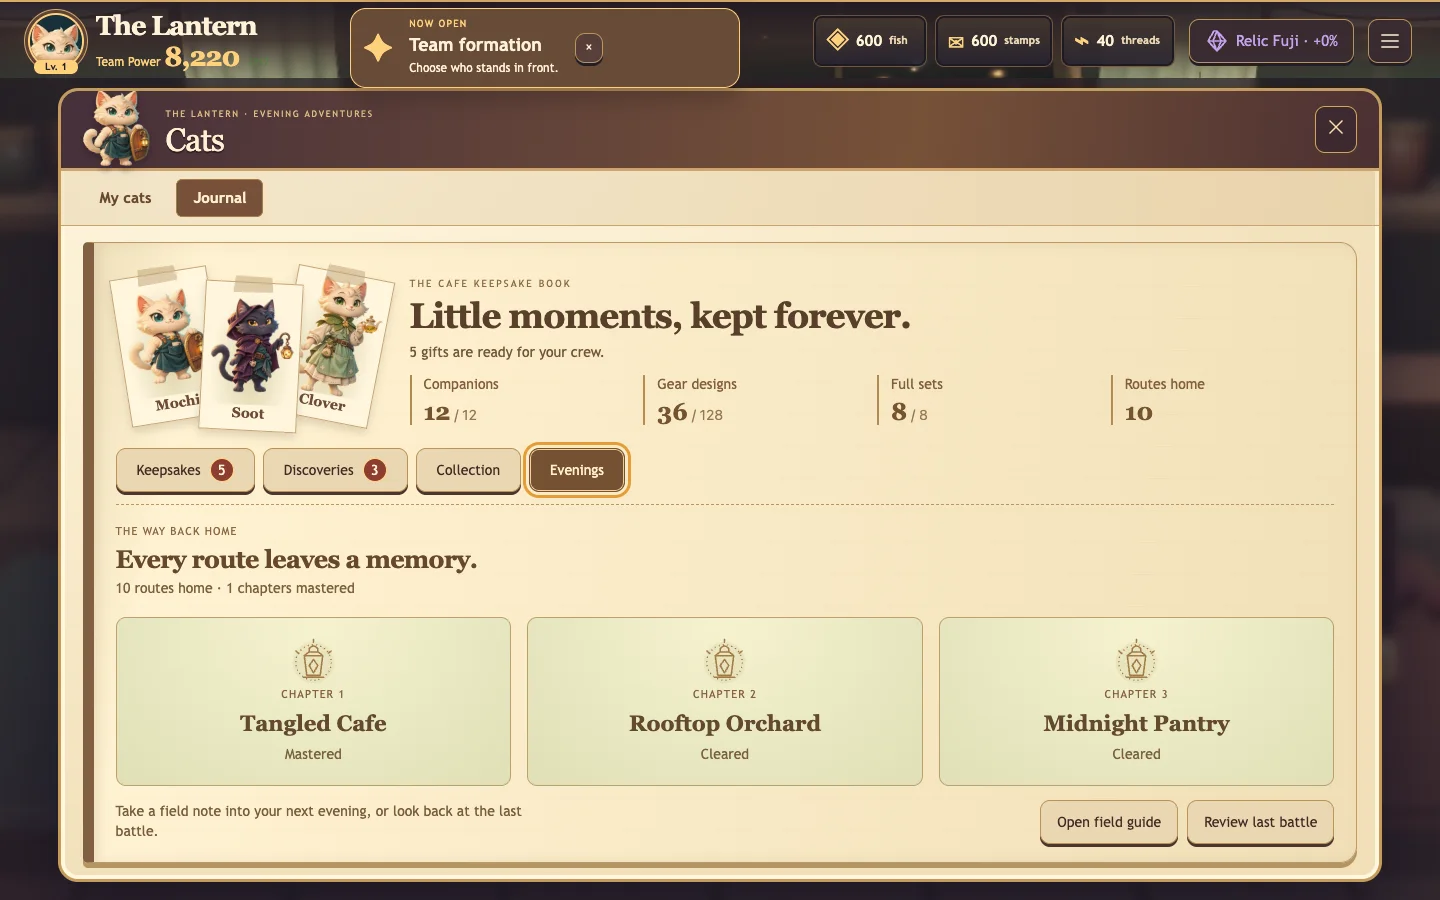 The Lantern
Lv. 1
Team Power 8,220
NOW OPEN
Team formation
Choose who stands in front.
×
600 fish
600 stamps
40 threads
Relic Fuji · +0%
THE LANTERN · EVENING ADVENTURES
Cats
My cats
Journal
Mochi
Soot
Clover
THE CAFE KEEPSAKE BOOK
Little moments, kept forever.
5 gifts are ready for your crew.
Companions
12 / 12
Gear designs
36 / 128
Full sets
8 / 8
Routes home
10
Keepsakes 5
Discoveries 3
Collection
Evenings
THE WAY BACK HOME
Every route leaves a memory.
10 routes home · 1 chapters mastered
CHAPTER 1
Tangled Cafe
Mastered
CHAPTER 2
Rooftop Orchard
Cleared
CHAPTER 3
Midnight Pantry
Cleared
Take a field note into your next evening, or look back at the last
battle.
Open field guide
Review last battle